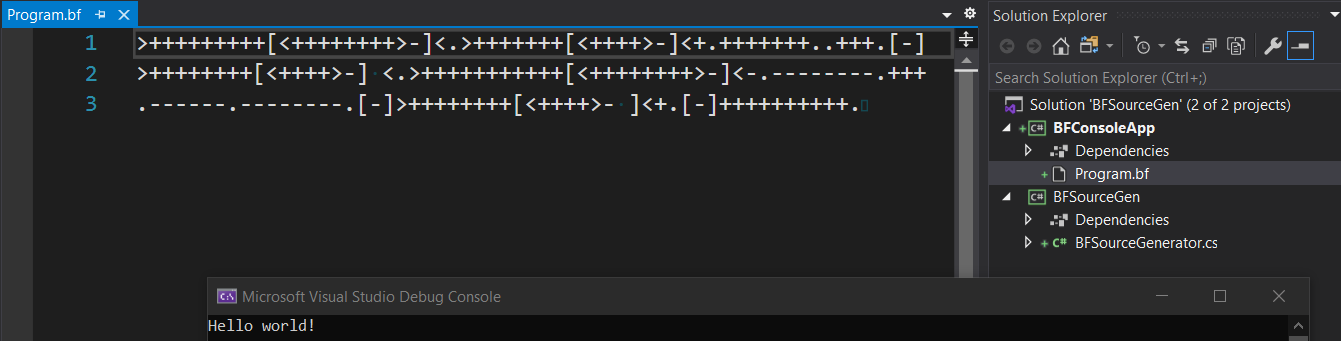 Program.bf
1 >+++++++++[<++++++++>-]<.>+++++++[<++++>-]<+.+++++++..+++.[-]
2 >++++++++[<++++>-] <.>+++++++++++[<++++++++>-]<-.--------.+++
3 .------.--------.[-]>++++++++[<++++>- ]<+.[-]++++++++++.
Solution Explorer
Search Solution Explorer (Ctrl+;)
Solution 'BFSourceGen' (2 of 2 projects)
C# BFConsoleApp
Dependencies
Program.bf
C# BFSourceGen
Dependencies
C# BFSourceGenerator.cs
C:\ Microsoft Visual Studio Debug Console
Hello world!